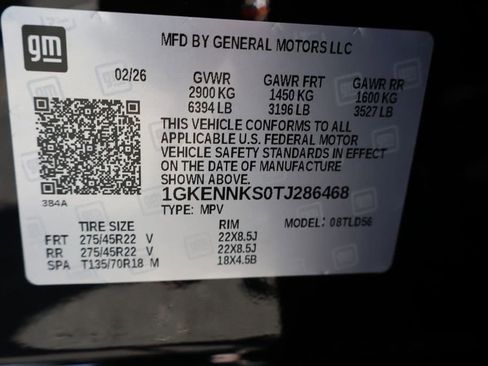 gm
MFD BY GENERAL MOTORS LLC
02/26 GVWR GAWR FRT GAWR RR
2900 KG 1450 KG 1600 KG
6394 LB 3196 LB 3527 LB
THIS VEHICLE CONFORMS TO ALL
APPLICABLE U.S. FEDERAL MOTOR
VEHICLE SAFETY STANDARDS IN EFFECT
ON THE DATE OF MANUFACTURE
SHOWN ABOVE.
384A
1GKENNKS0TJ286468
TYPE: MPV MODEL: 08TLD56
TIRE SIZE RIM
FRT 275/45R22 V 22X8.5J
RR 275/45R22 V 22X8.5J
SPA T135/70R18 M 18X4.5B